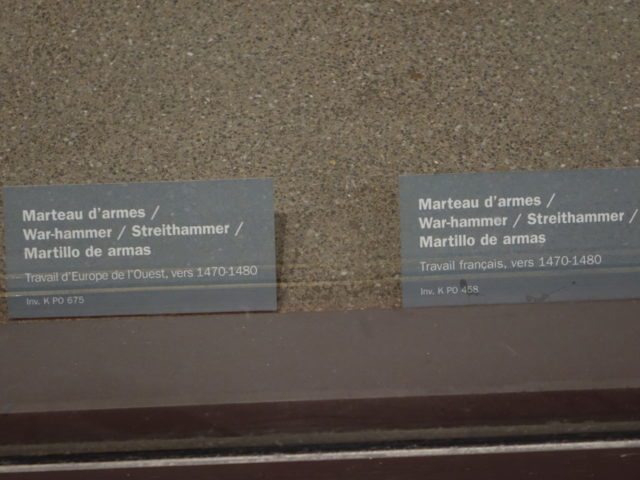 Marteau d'armes /
War-hammer / Streithammer /
Martillo de armas
Travail d'Europe de l'Ouest, vers 1470-1480
Inv. K PO 675
Marteau d'armes /
War-hammer / Streithammer /
Martillo de armas
Travail français, vers 1470-1480
Inv. K PO 458